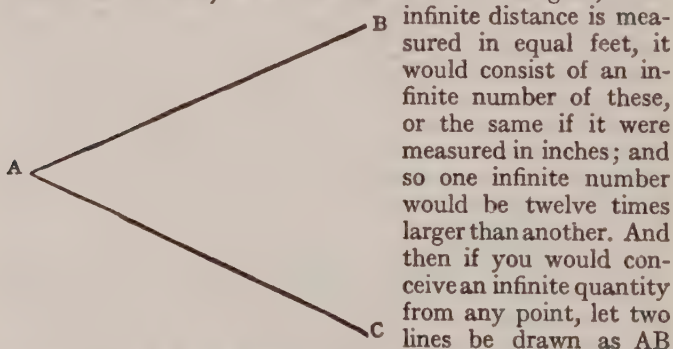 infinite distance is mea-
sured in equal feet, it
would consist of an in-
finite number of these,
or the same if it were
measured in inches; and
so one infinite number
would be twelve times
larger than another. And
then if you would con-
ceive an infinite quantity
from any point, let two
lines be drawn as AB
B
A
C